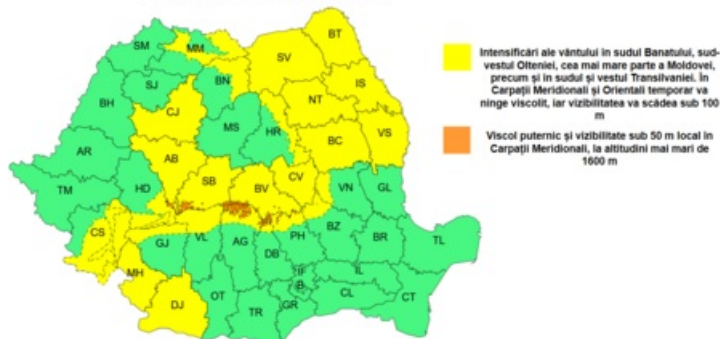 BT
SM
MM
SV
BN
SJ
IS
BH
NT
CJ
MS
HR
BC
VS
AR
AB
SB
BV
CV
TM
HD
VN
GL
CS
GJ
VL
AG
PH
BZ
BR
TL
DB
MH
IF
IL
B
DJ
OT
TR
GR
CL
CT
Intensificări ale vântului în sudul Banatului, sud-
vestul Olteniei, cea mai mare parte a Moldovei,
precum și în sudul și vestul Transilvaniei. În
Carpații Meridionali și Orientali temporar va
ninge viscolit, iar vizibilitatea va scădea sub 100
m
Viscol puternic și vizibilitate sub 50 m local în
Carpații Meridionali, la altitudini mai mari de
1600 m